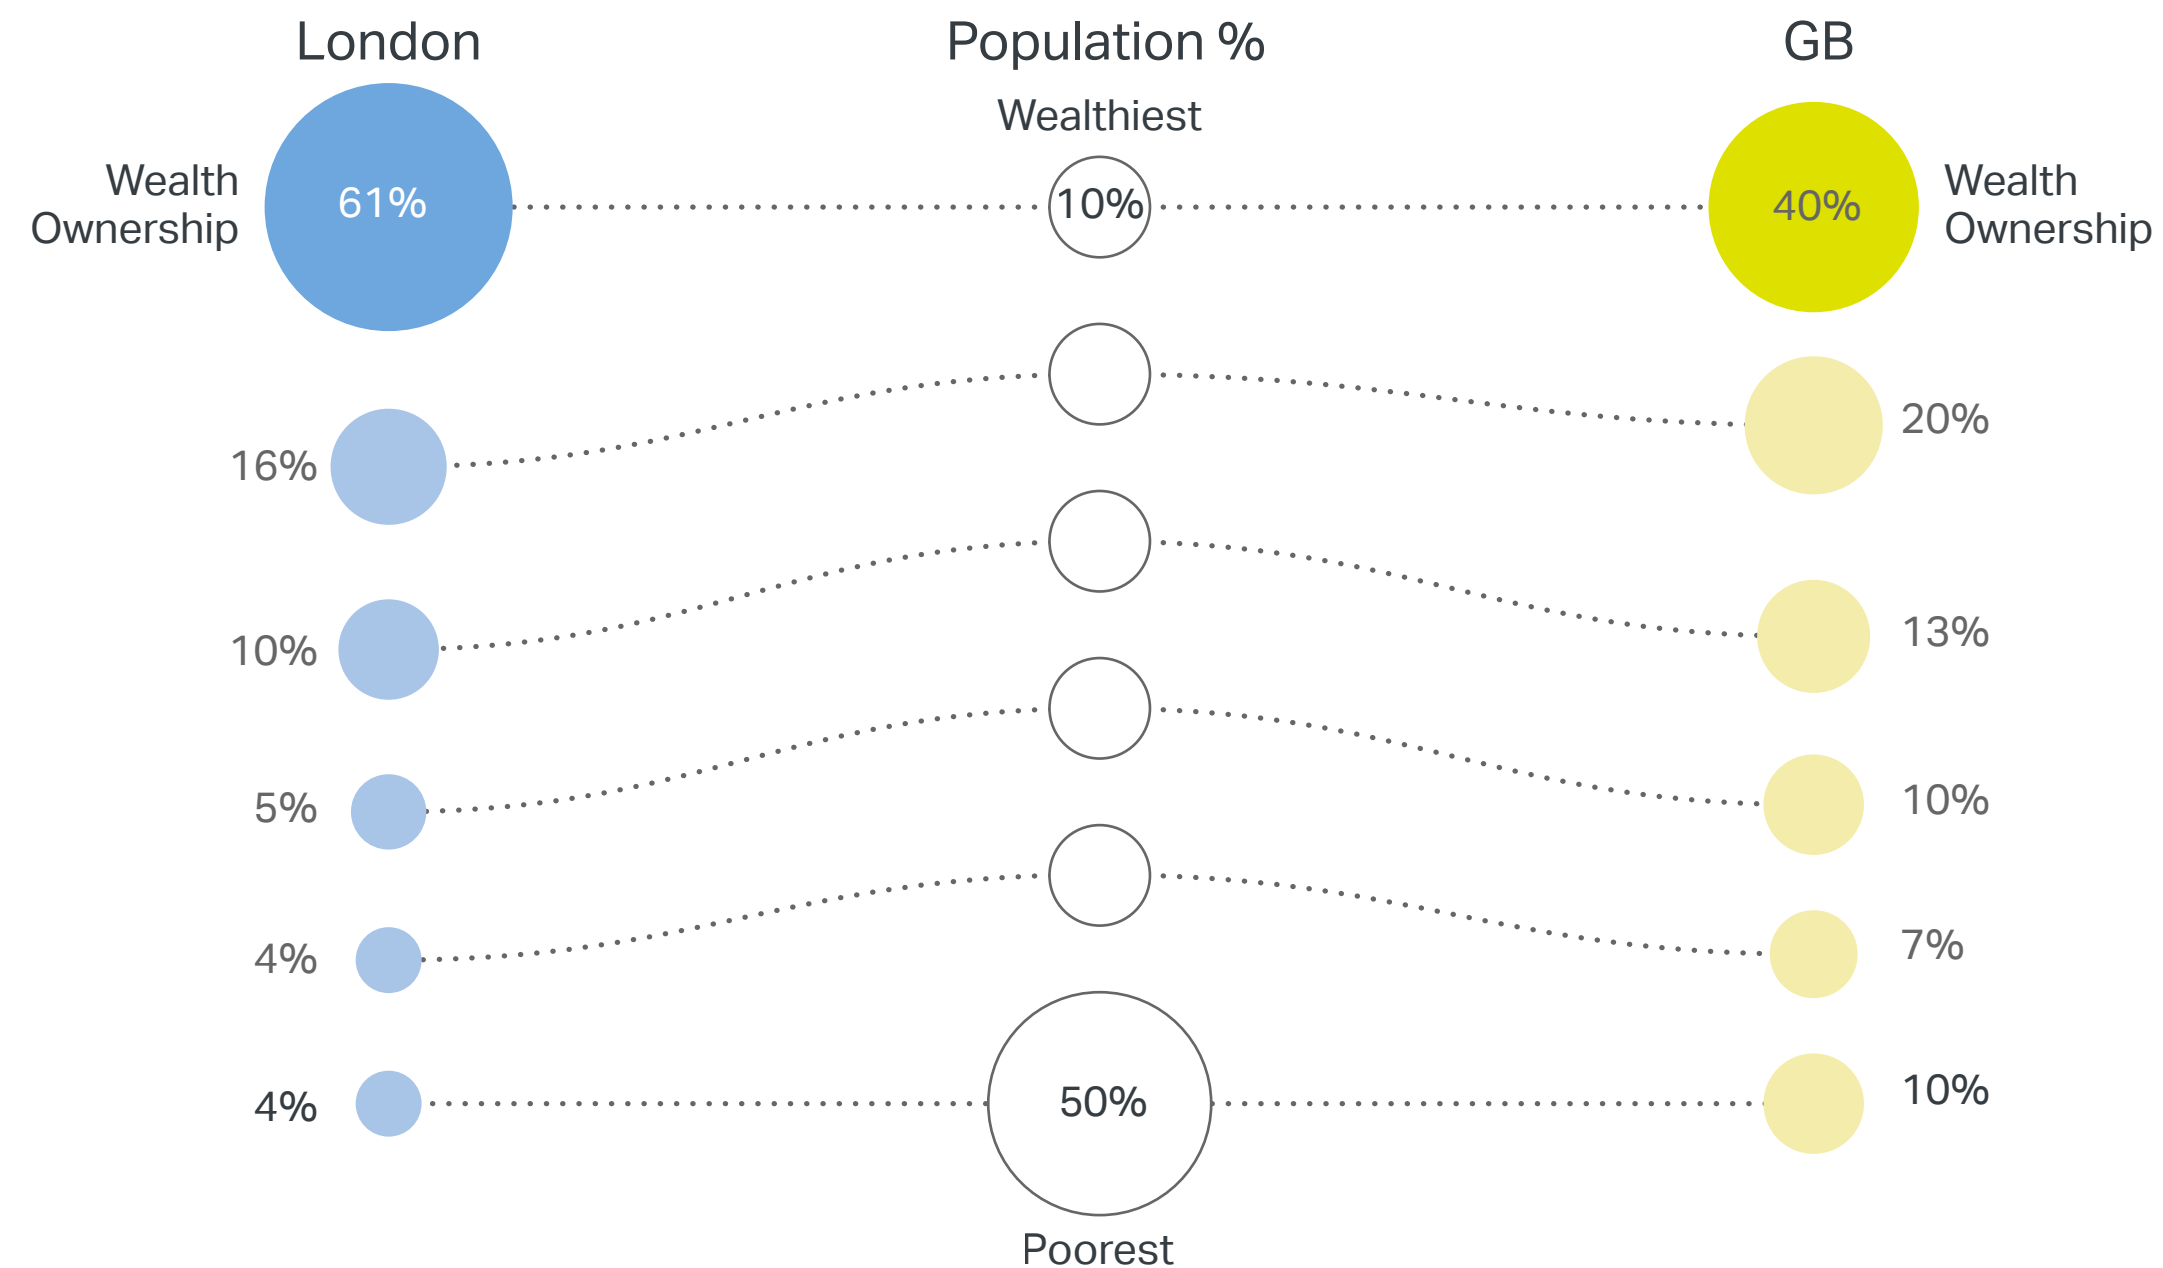 London
Population %
GB
Wealthiest
Wealth
Ownership
61%
10%
40%
Wealth
Ownership
16%
20%
10%
13%
5%
10%
4%
7%
4%
50%
10%
Poorest